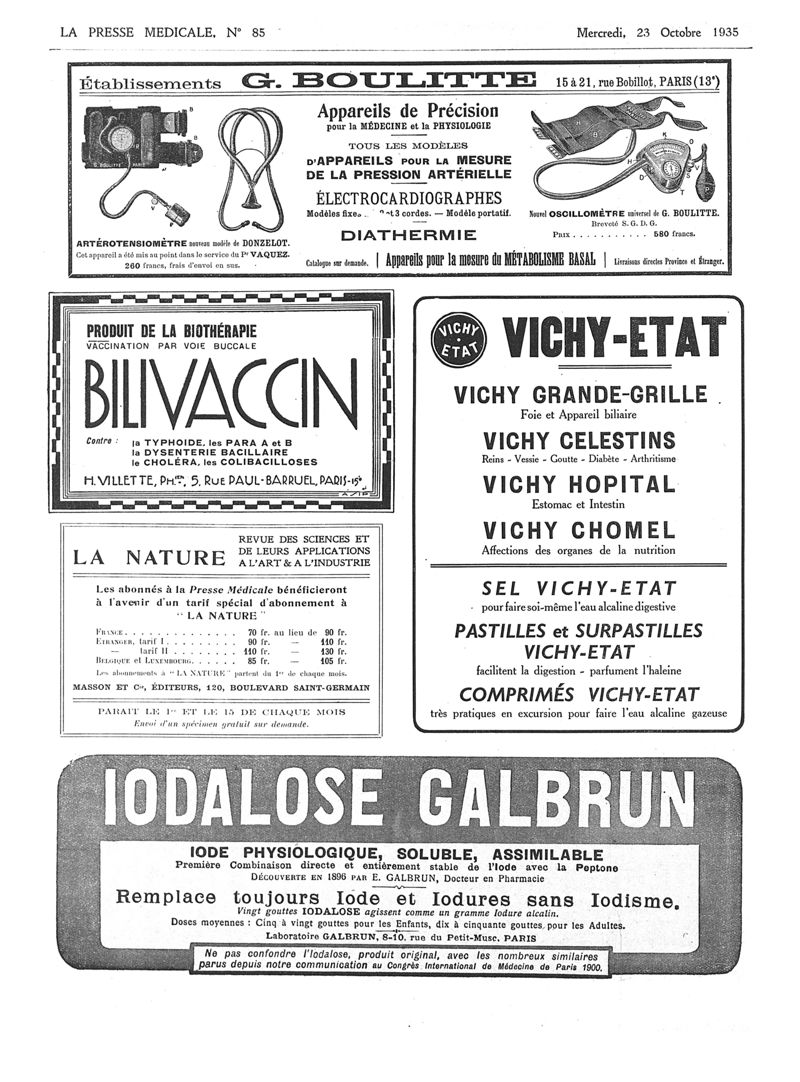 LA PRESSE MEDICALE, N° 85
Mercredi, 23 Octobre 1935
Établissements G. BOULITTE 15 à 21, rue Bobillot, PARIS (13e)
Appareils de Précision
pour la MÉDECINE et la PHYSIOLOGIE
TOUS LES MODÈLES
D'APPAREILS POUR LA MESURE
DE LA PRESSION ARTÉRIELLE
ÉLECTROCARDIOGRAPHES
Modèles fixes et 3 cordes. — Modèle portatif.
DIATHERMIE
G. BOULITTE PARIS
ARTÉROTENSIOMÈTRE nouveau modèle de DONZELOT.
Cet appareil a été mis au point dans le service du Pr VAQUEZ.
260 francs, frais d'envoi en sus.
Nouvel OSCILLOMÈTRE universel de G. BOULITTE.
Breveté S. G. D. G.
Prix . . . . . . . . . . . 580 francs.
Catalogue sur demande. | Appareils pour la mesure du MÉTABOLISME BASAL | Livraisons directes Province et Étranger.
PRODUIT DE LA BIOTHÉRAPIE
VACCINATION PAR VOIE BUCCALE
BILIVACCIN
Contre : la TYPHOIDE, les PARA A et B
la DYSENTERIE BACILLAIRE
le CHOLÉRA, les COLIBACILLOSES
H. VILLETTE, PH.en, 5, RUE PAUL-BARRUEL, PARIS-15e
LA NATURE
REVUE DES SCIENCES ET
DE LEURS APPLICATIONS
A L'ART & A L'INDUSTRIE
Les abonnés à la Presse Médicale bénéficieront
à l'avenir d'un tarif spécial d'abonnement à
" LA NATURE "
FRANCE. . . . . . . . . . . . . . 70 fr. au lieu de 90 fr.
ETRANGER, tarif I . . . . . . . . . 90 fr. — 110 fr.
— tarif II . . . . . . . . . 110 fr. — 130 fr.
BELGIQUE et LUXEMBOURG. . . . . . 85 fr. — 105 fr.
Les abonnements à " LA NATURE " partent du 1er de chaque mois.
MASSON ET Cie, ÉDITEURS, 120, BOULEVARD SAINT-GERMAIN
PARAIT LE 1er ET LE 15 DE CHAQUE MOIS
Envoi d'un spécimen gratuit sur demande.
VICHY
ETAT
VICHY-ETAT
VICHY GRANDE-GRILLE
Foie et Appareil biliaire
VICHY CELESTINS
Reins - Vessie - Goutte - Diabète - Arthritisme
VICHY HOPITAL
Estomac et Intestin
VICHY CHOMEL
Affections des organes de la nutrition
SEL VICHY-ETAT
pour faire soi-même l'eau alcaline digestive
PASTILLES et SURPASTILLES
VICHY-ETAT
facilitent la digestion - parfument l'haleine
COMPRIMÉS VICHY-ETAT
très pratiques en excursion pour faire l'eau alcaline gazeuse
IODALOSE GALBRUN
IODE PHYSIOLOGIQUE, SOLUBLE, ASSIMILABLE
Première Combinaison directe et entièrement stable de l'Iode avec la Peptone
DÉCOUVERTE EN 1896 PAR E. GALBRUN, Docteur en Pharmacie
Remplace toujours Iode et Iodures sans Iodisme.
Vingt gouttes IODALOSE agissent comme un gramme Iodure alcalin.
Doses moyennes : Cinq à vingt gouttes pour les Enfants, dix à cinquante gouttes pour les Adultes.
Laboratoire GALBRUN, 8-10, rue du Petit-Musc, PARIS
Ne pas confondre l'Iodalose, produit original, avec les nombreux similaires
parus depuis notre communication au Congrès International de Médecine de Paris 1900.